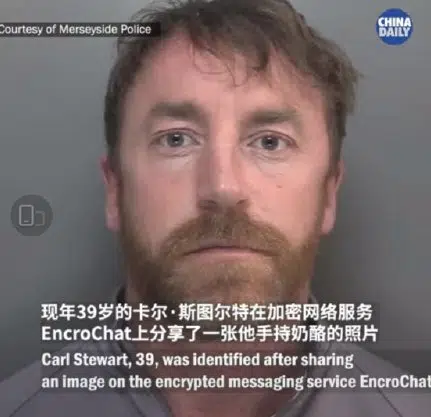 Courtesy of Merseyside Police
CHINA
DAILY
现年39岁的卡尔·斯图尔特在加密网络服务
EncroChat上分享了一张他手持奶酪的照片
Carl Stewart, 39, was identified after sharing
an image on the encrypted messaging service EncroChat